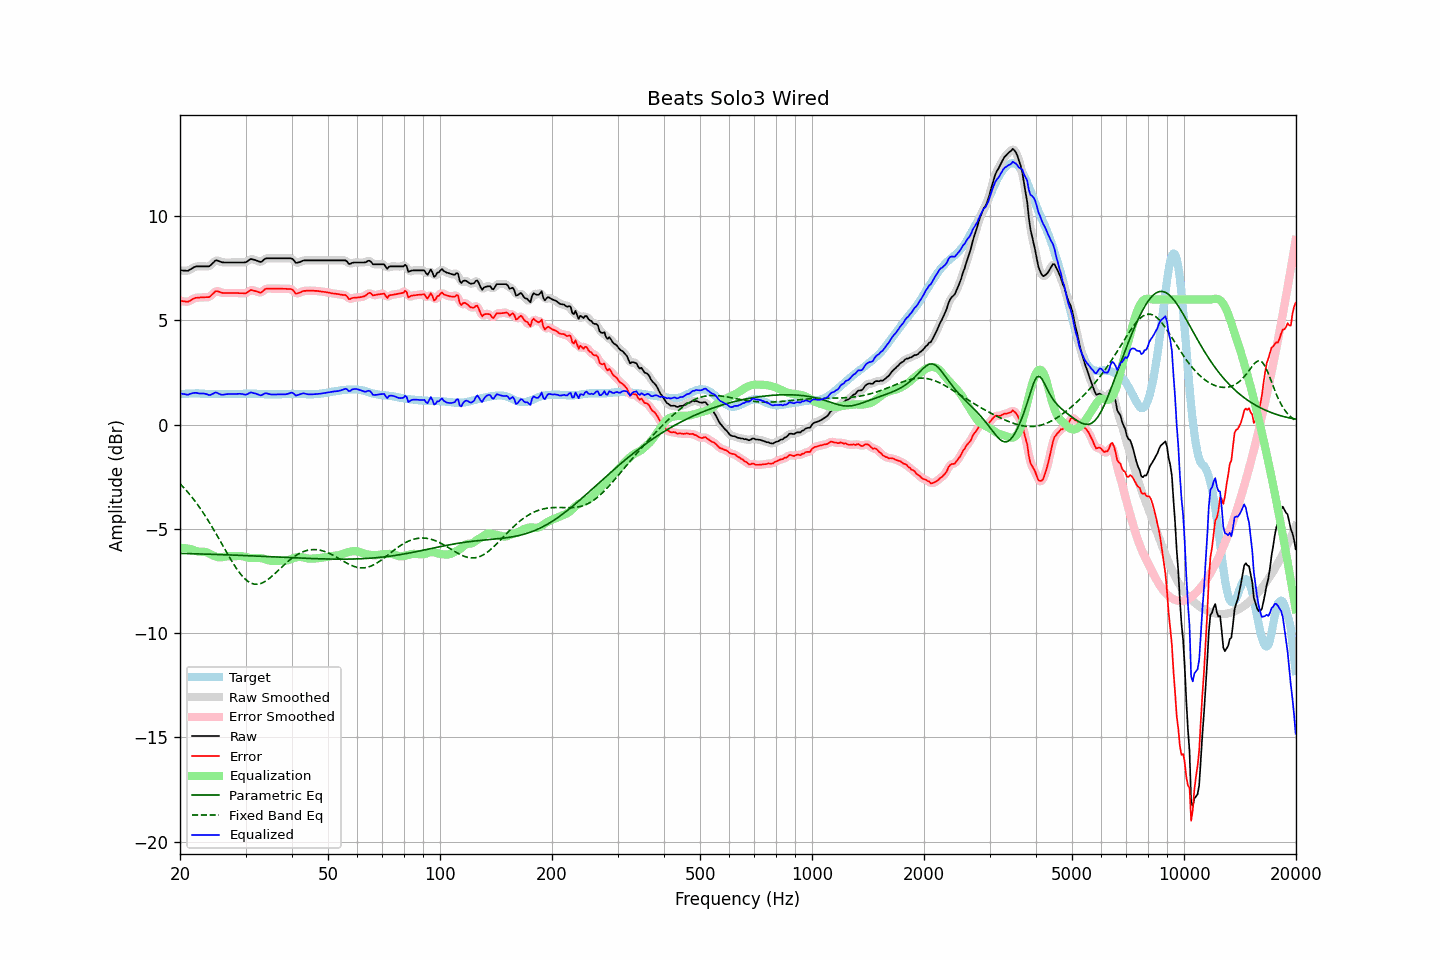 Beats Solo3 Wired
Amplitude (dBr)
10
5
0
−5
−10
−15
−20
Target
Raw Smoothed
Error Smoothed
Raw
Error
Equalization
Parametric Eq
Fixed Band Eq
Equalized
20 50 100 200 500 1000 2000 5000 10000 20000
Frequency (Hz)